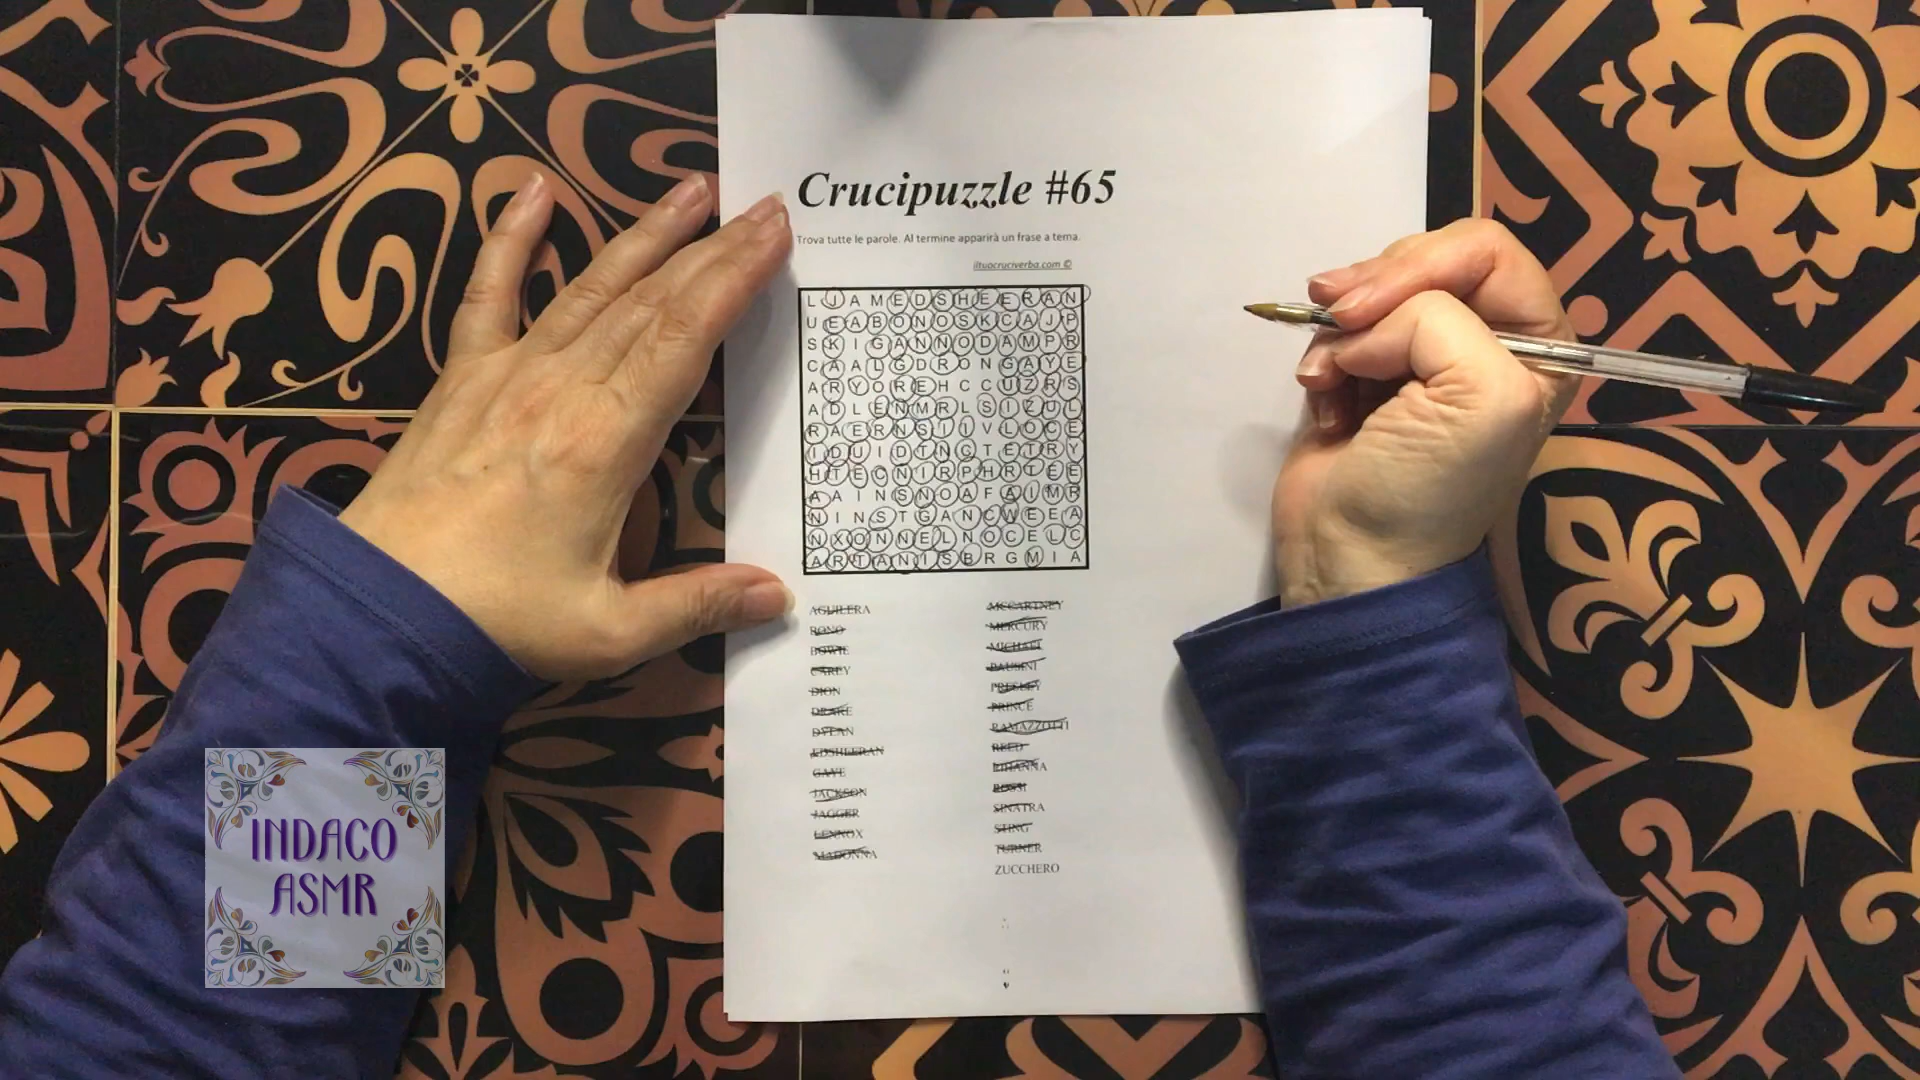 Crucipuzzle #65
Trova tutte le parole. Al termine apparirà un frase a tema.
iltuocruciverba.com ©
L J A M E D S H E E R A N
U E A B O N O S K C A J P
S K I G A N N O D A M P R
C A A L G D R O N G A Y E
A R Y O R E H C C U Z R S
A D L E N M R L S I Z U L
R A E R N S I I V L O C E
I D U I D T N G T E T R Y
H T E C N I R P H R T E E
A A I N S N O A F A I M R
N I N S T G A N C W E E A
N X O N N E L N O C E L C
A R T A N I S B R G M I A
AGUILERA
BONO
BOWIE
CAREY
DION
DRAKE
DYLAN
EDSHEERAN
GAYE
JACKSON
JAGGER
LENNOX
MADONNA
MCCARTNEY
MERCURY
MICHAEL
PAUSINI
PRESLEY
PRINCE
RAMAZZOTTI
REED
RIHANNA
ROSSI
SINATRA
STING
TURNER
ZUCCHERO
INDACO
ASMR